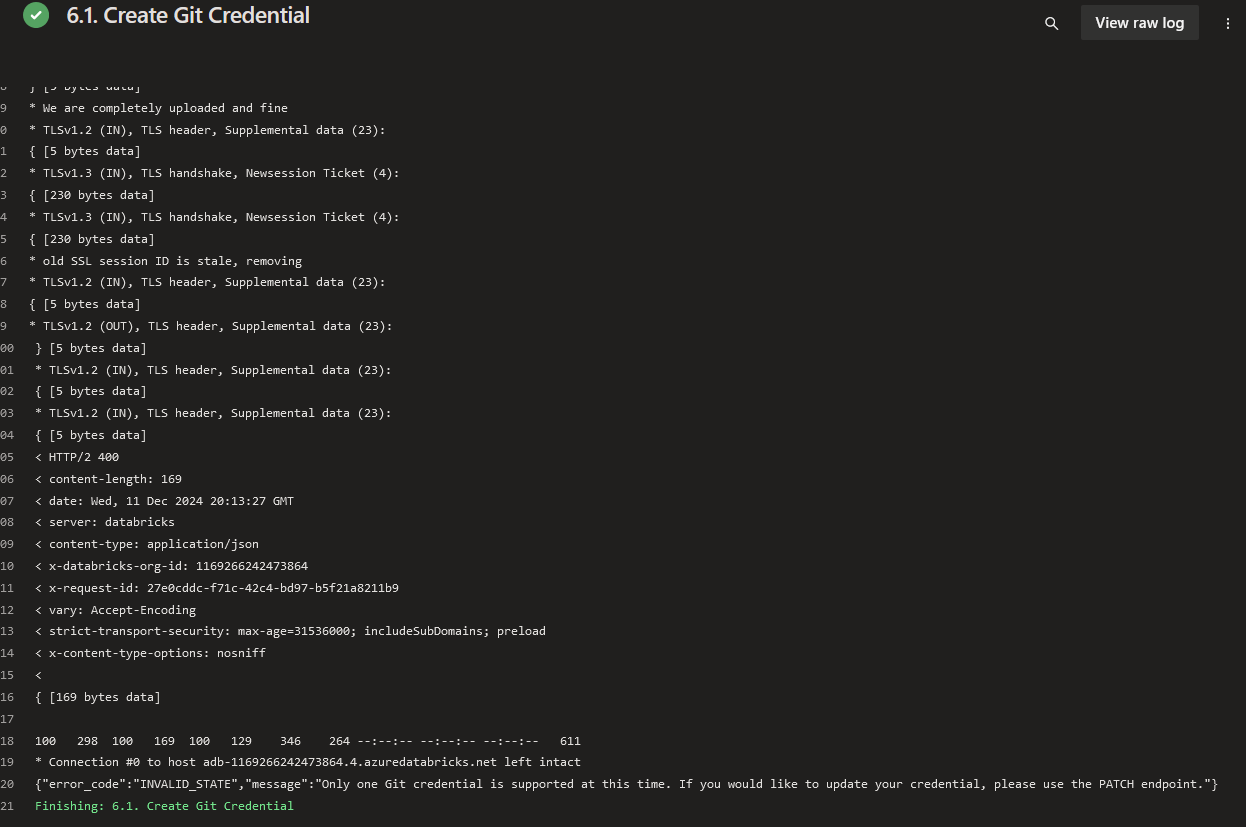 6.1. Create Git Credential
View raw log
9 * We are completely uploaded and fine
0 * TLSv1.2 (IN), TLS header, Supplemental data (23):
1 { [5 bytes data]
2 * TLSv1.3 (IN), TLS handshake, Newsession Ticket (4):
3 { [230 bytes data]
4 * TLSv1.3 (IN), TLS handshake, Newsession Ticket (4):
5 { [230 bytes data]
6 * old SSL session ID is stale, removing
7 * TLSv1.2 (IN), TLS header, Supplemental data (23):
8 { [5 bytes data]
9 * TLSv1.2 (OUT), TLS header, Supplemental data (23):
00 } [5 bytes data]
01 * TLSv1.2 (IN), TLS header, Supplemental data (23):
02 { [5 bytes data]
03 * TLSv1.2 (IN), TLS header, Supplemental data (23):
04 { [5 bytes data]
05 < HTTP/2 400
06 < content-length: 169
07 < date: Wed, 11 Dec 2024 20:13:27 GMT
08 < server: databricks
09 < content-type: application/json
10 < x-databricks-org-id: 1169266242473864
11 < x-request-id: 27e0cddc-f71c-42c4-bd97-b5f21a8211b9
12 < vary: Accept-Encoding
13 < strict-transport-security: max-age=31536000; includeSubDomains; preload
14 < x-content-type-options: nosniff
15 <
16 { [169 bytes data]
17
18 100 298 100 169 100 129 346 264 --:--:-- --:--:-- --:--:-- 611
19 * Connection #0 to host adb-1169266242473864.4.azuredatabricks.net left intact
20 {"error_code":"INVALID_STATE","message":"Only one Git credential is supported at this time. If you would like to update your credential, please use the PATCH endpoint."}
21 Finishing: 6.1. Create Git Credential